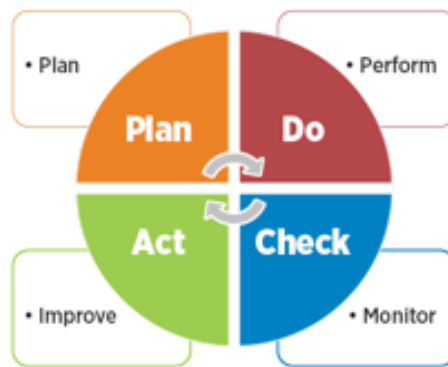 • Plan
• Perform
Plan
Do
Act
Check
• Improve
• Monitor